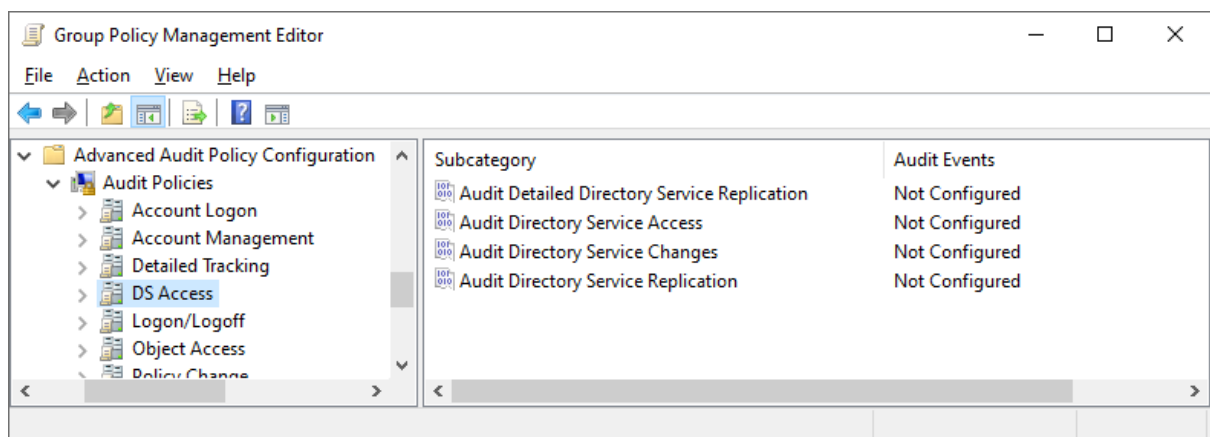 Group Policy Management Editor
File Action View Help
Advanced Audit Policy Configuration
Audit Policies
Account Logon
Account Management
Detailed Tracking
DS Access
Logon/Logoff
Object Access
Policy Change
Subcategory Audit Events
Audit Detailed Directory Service Replication Not Configured
Audit Directory Service Access Not Configured
Audit Directory Service Changes Not Configured
Audit Directory Service Replication Not Configured